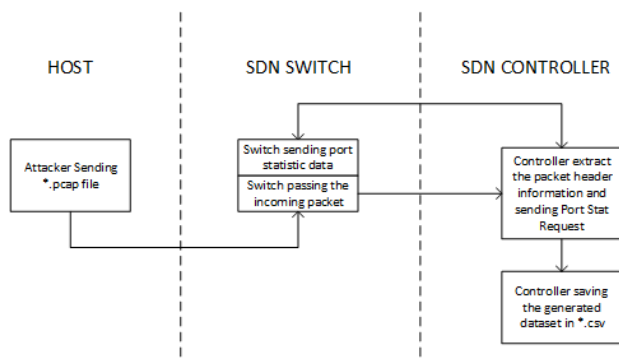 HOST
SDN SWITCH
SDN CONTROLLER
Attacker Sending
*.pcap file
Switch sending port
statistic data
Switch passing the
incoming packet
Controller extract
the packet header
information and
sending Port Stat
Request
Controller saving
the generated
dataset in *.csv